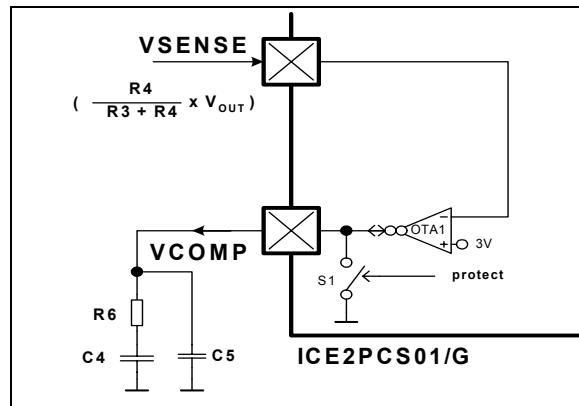 VSENSE
( R4
R3 + R4 x VOUT )
−
OTA1
+ 3V
VCOMP
S1
protect
R6
C4
C5
ICE2PCS01/G